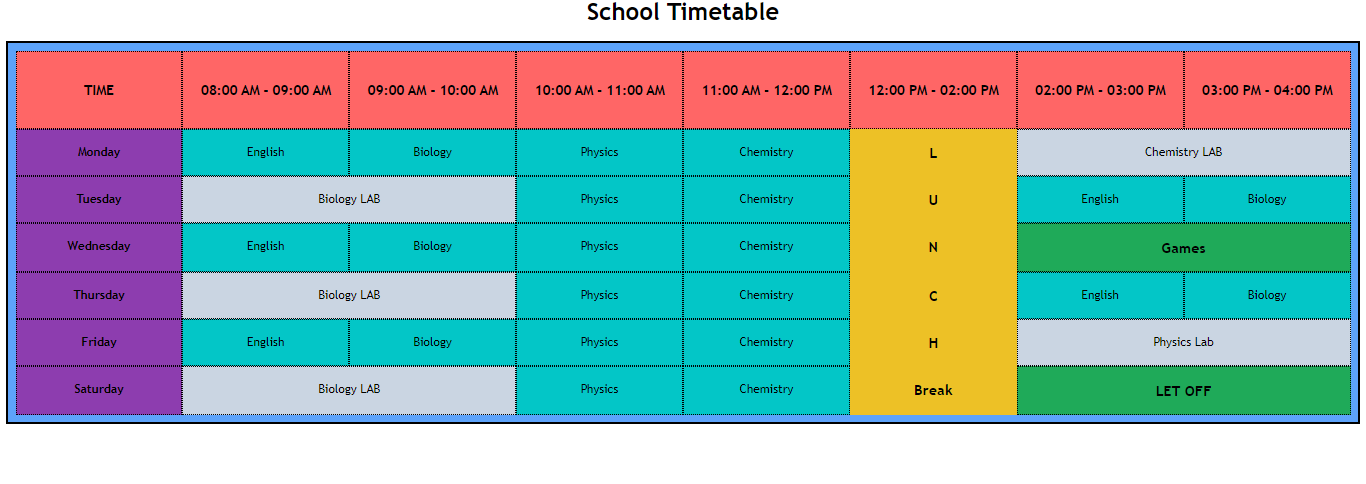 School Timetable
TIME 08:00 AM - 09:00 AM 09:00 AM - 10:00 AM 10:00 AM - 11:00 AM 11:00 AM - 12:00 PM 12:00 PM - 02:00 PM 02:00 PM - 03:00 PM 03:00 PM - 04:00 PM
Monday English Biology Physics Chemistry L Chemistry LAB
Tuesday Biology LAB Physics Chemistry U English Biology
Wednesday English Biology Physics Chemistry N Games
Thursday Biology LAB Physics Chemistry C English Biology
Friday English Biology Physics Chemistry H Physics Lab
Saturday Biology LAB Physics Chemistry Break LET OFF